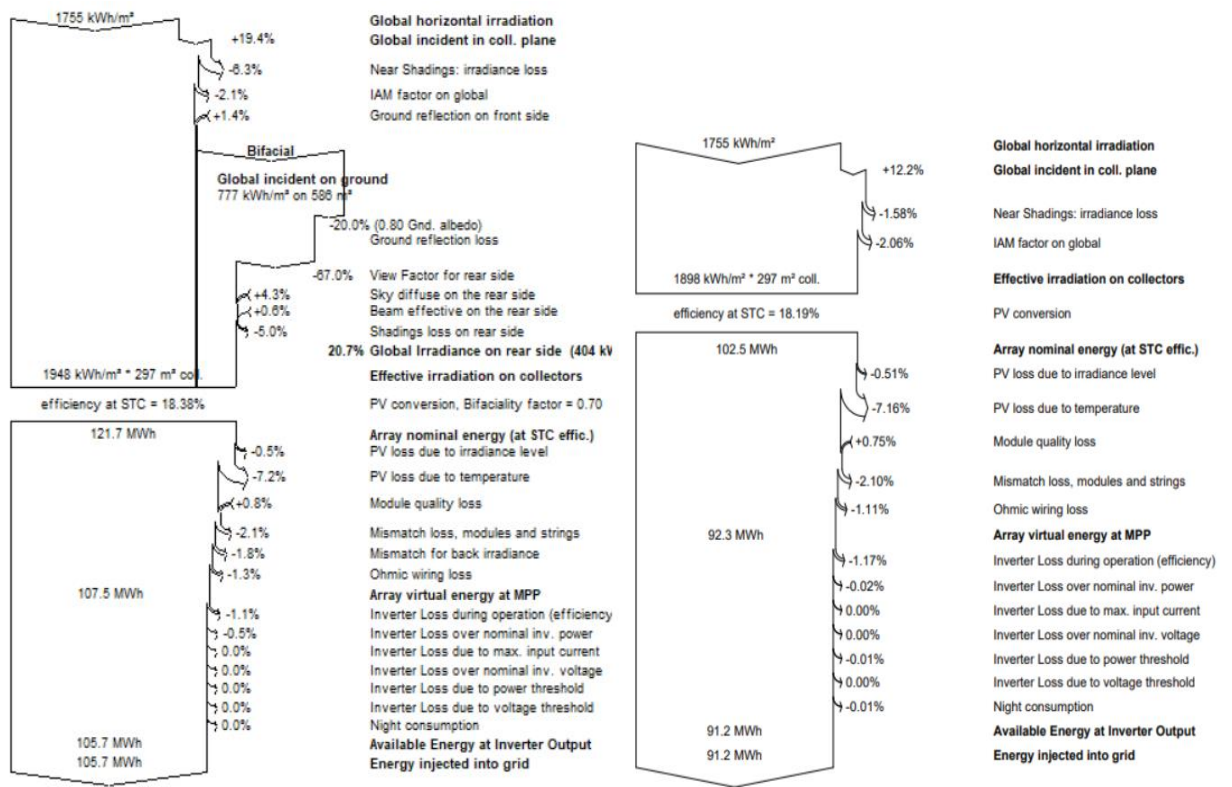 1755 kWh/m² Global horizontal irradiation
+19.4% Global incident in coll. plane
-6.3% Near Shadings: irradiance loss
-2.1% IAM factor on global
+1.4% Ground reflection on front side
Bifacial
Global incident on ground
777 kWh/m² on 586 m²
-20.0% (0.80 Gnd. albedo)
Ground reflection loss
-67.0% View Factor for rear side
+4.3% Sky diffuse on the rear side
+0.6% Beam effective on the rear side
-5.0% Shadings loss on rear side
20.7% Global Irradiance on rear side (404 kW
1948 kWh/m² * 297 m² coll. Effective irradiation on collectors
efficiency at STC = 18.38% PV conversion, Bifaciality factor = 0.70
121.7 MWh Array nominal energy (at STC effic.)
-0.5% PV loss due to irradiance level
-7.2% PV loss due to temperature
+0.8% Module quality loss
-2.1% Mismatch loss, modules and strings
-1.8% Mismatch for back irradiance
-1.3% Ohmic wiring loss
107.5 MWh Array virtual energy at MPP
-1.1% Inverter Loss during operation (efficiency
-0.5% Inverter Loss over nominal inv. power
0.0% Inverter Loss due to max. input current
0.0% Inverter Loss over nominal inv. voltage
0.0% Inverter Loss due to power threshold
0.0% Inverter Loss due to voltage threshold
0.0% Night consumption
105.7 MWh Available Energy at Inverter Output
105.7 MWh Energy injected into grid
1755 kWh/m² Global horizontal irradiation
+12.2% Global incident in coll. plane
-1.58% Near Shadings: irradiance loss
-2.06% IAM factor on global
Effective irradiation on collectors
1898 kWh/m² * 297 m² coll.
efficiency at STC = 18.19% PV conversion
102.5 MWh Array nominal energy (at STC effic.)
-0.51% PV loss due to irradiance level
-7.16% PV loss due to temperature
+0.75% Module quality loss
-2.10% Mismatch loss, modules and strings
-1.11% Ohmic wiring loss
92.3 MWh Array virtual energy at MPP
-1.17% Inverter Loss during operation (efficiency)
-0.02% Inverter Loss over nominal inv. power
0.00% Inverter Loss due to max. input current
0.00% Inverter Loss over nominal inv. voltage
-0.01% Inverter Loss due to power threshold
0.00% Inverter Loss due to voltage threshold
-0.01% Night consumption
91.2 MWh Available Energy at Inverter Output
91.2 MWh Energy injected into grid